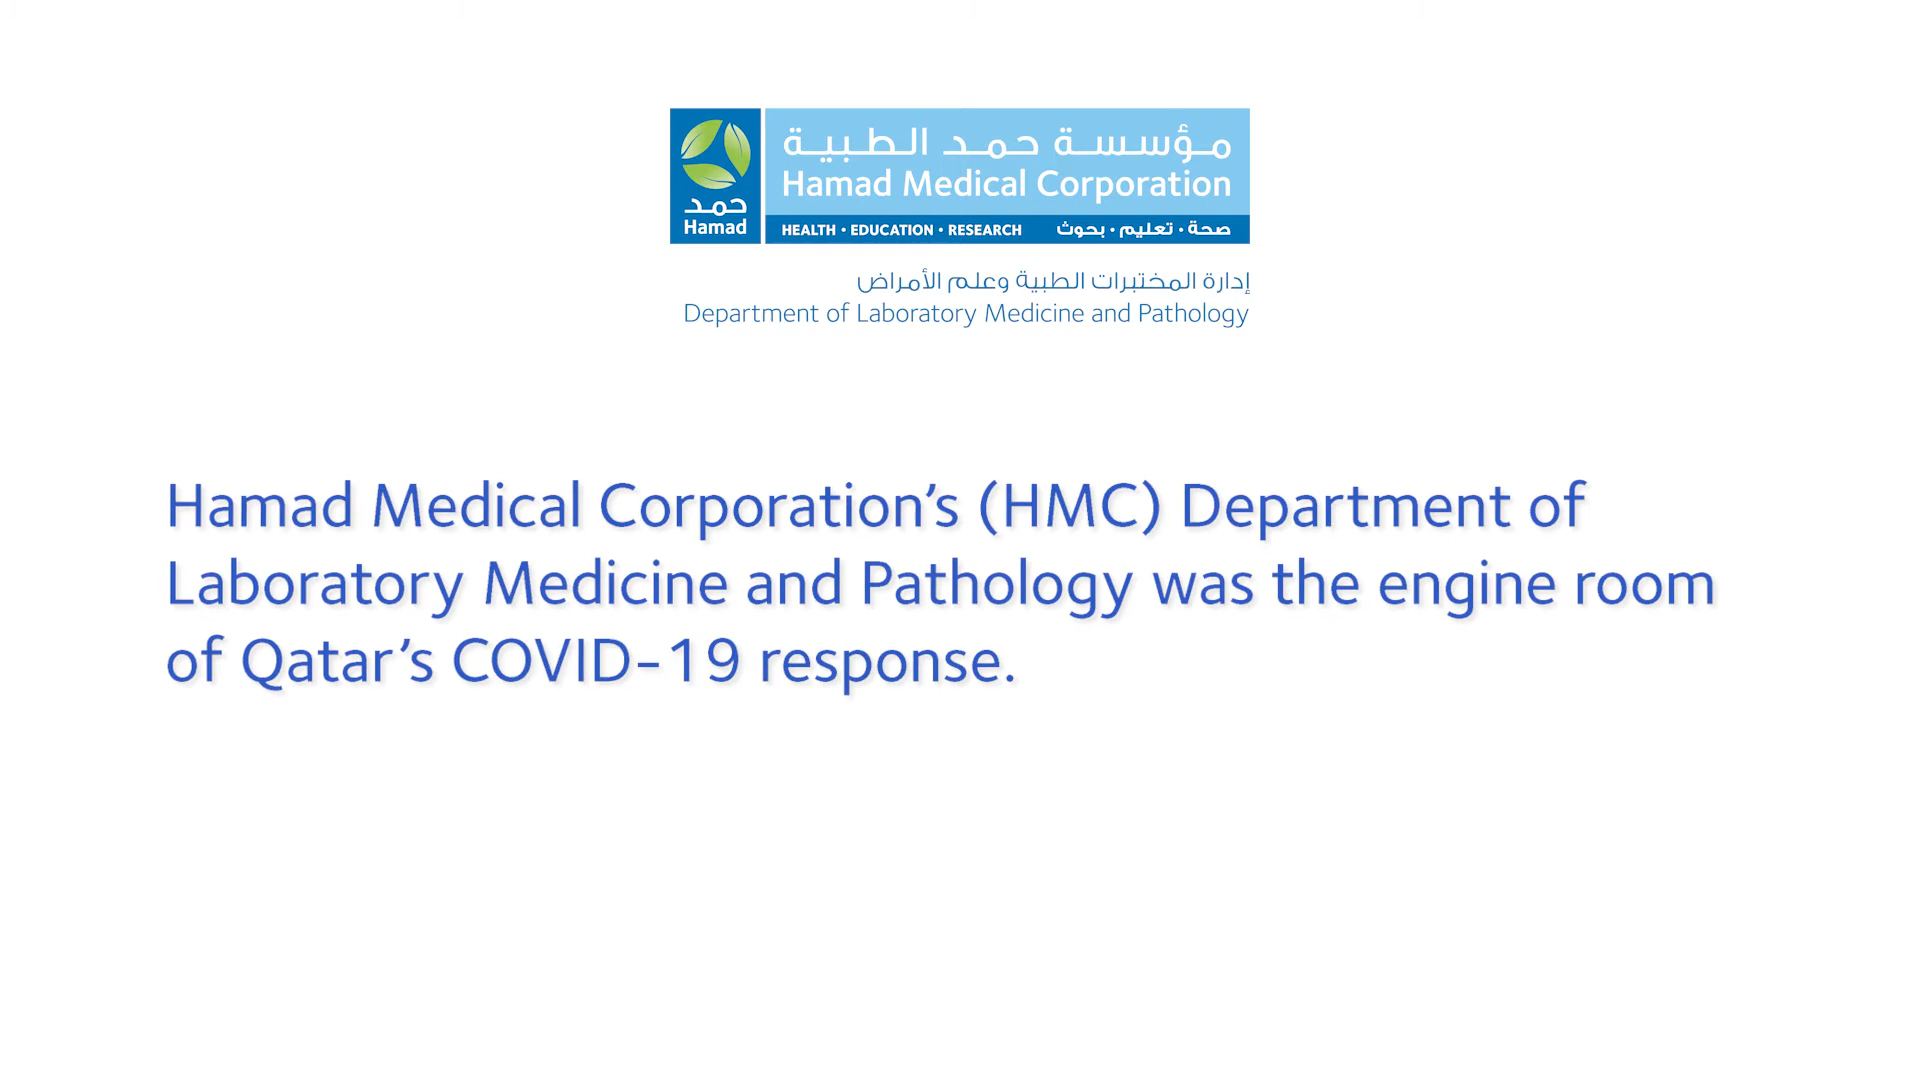 مؤسسة حمد الطبية
Hamad Medical Corporation
حمد
Hamad
HEALTH • EDUCATION • RESEARCH صحة • تعليم • بحوث
إدارة المختبرات الطبية وعلم الأمراض
Department of Laboratory Medicine and Pathology
Hamad Medical Corporation’s (HMC) Department of
Laboratory Medicine and Pathology was the engine room
of Qatar’s COVID-19 response.